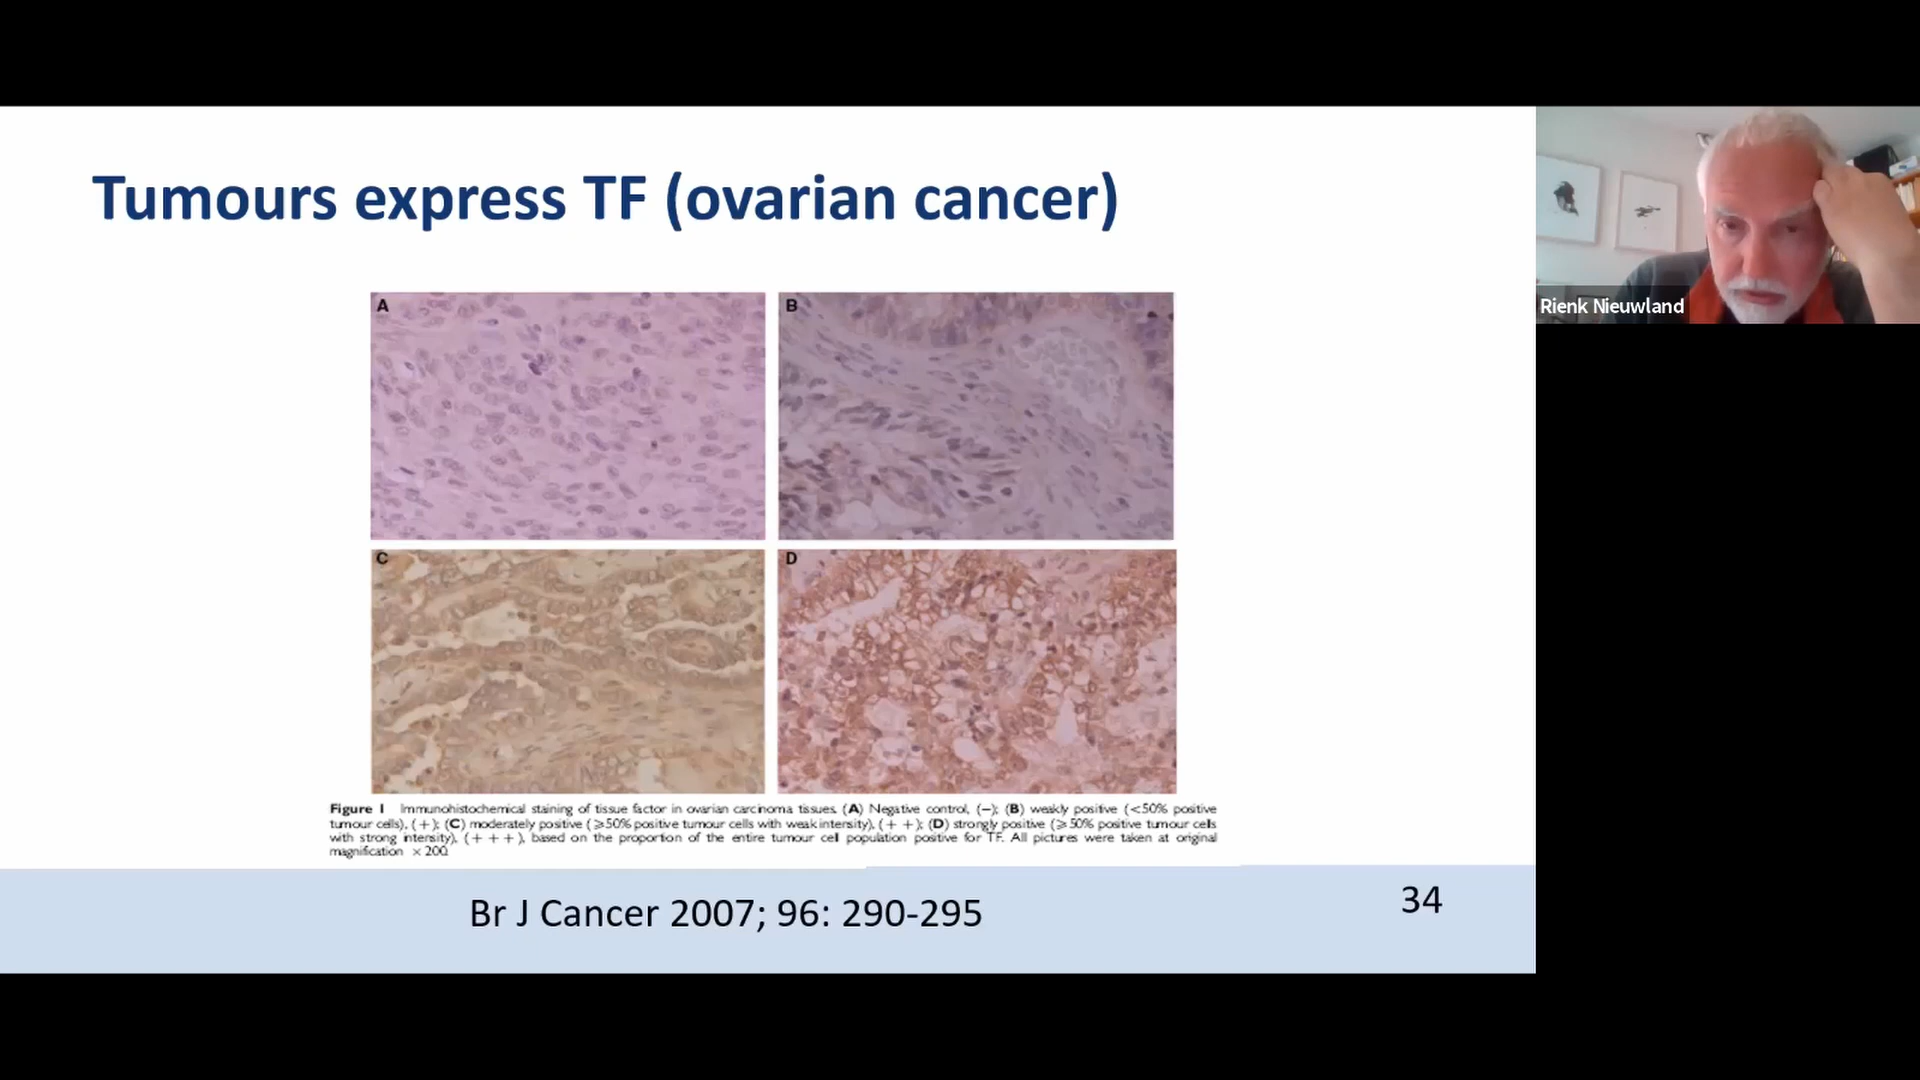 Tumours express TF (ovarian cancer)
Rienk Nieuwland
A
B
C
D
Figure 1 Immunohistochemical staining of tissue factor in ovarian carcinoma tissues. (A) Negative control, (−); (B) weakly positive (<50% positive
tumour cells), (+); (C) moderately positive (⩾50% positive tumour cells with weak intensity), (++); (D) strongly positive (⩾50% positive tumour cells
with strong intensity), (+++), based on the proportion of the entire tumour cell population positive for TF. All pictures were taken at original
magnification ×200.
Br J Cancer 2007; 96: 290-295
34